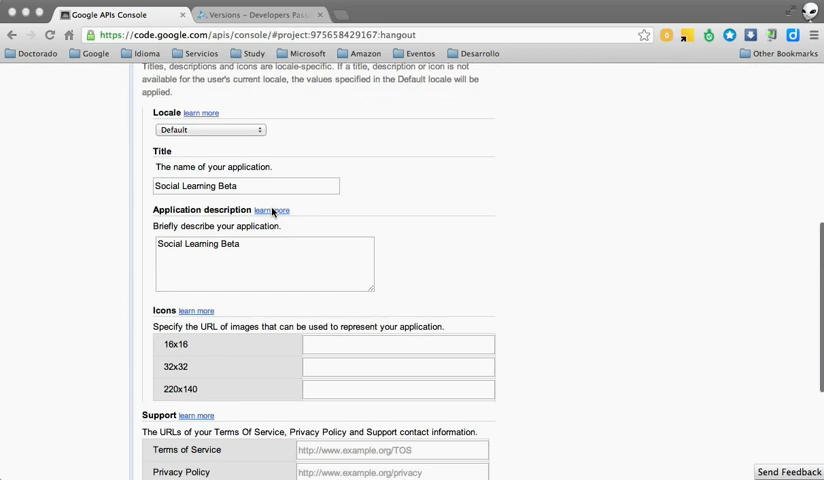 Google APIs Console
Versions – Developers Pas
https://code.google.com/apis/console/#project:975658429167:hangout
Doctorado Google Idioma Servicios Study Microsoft Amazon Eventos Desarrollo Other Bookmarks
Titles, descriptions and icons are locale-specific. If a title, description or icon is not
available for the user's current locale, the values specified in the Default locale will be
applied.
Locale learn more
Default
Title
The name of your application.
Social Learning Beta
Application description learn more
Briefly describe your application.
Social Learning Beta
Icons learn more
Specify the URL of images that can be used to represent your application.
16x16
32x32
220x140
Support learn more
The URLs of your Terms Of Service, Privacy Policy and Support contact information.
Terms of Service http://www.example.org/TOS
Privacy Policy http://www.example.org/privacy
Send Feedback